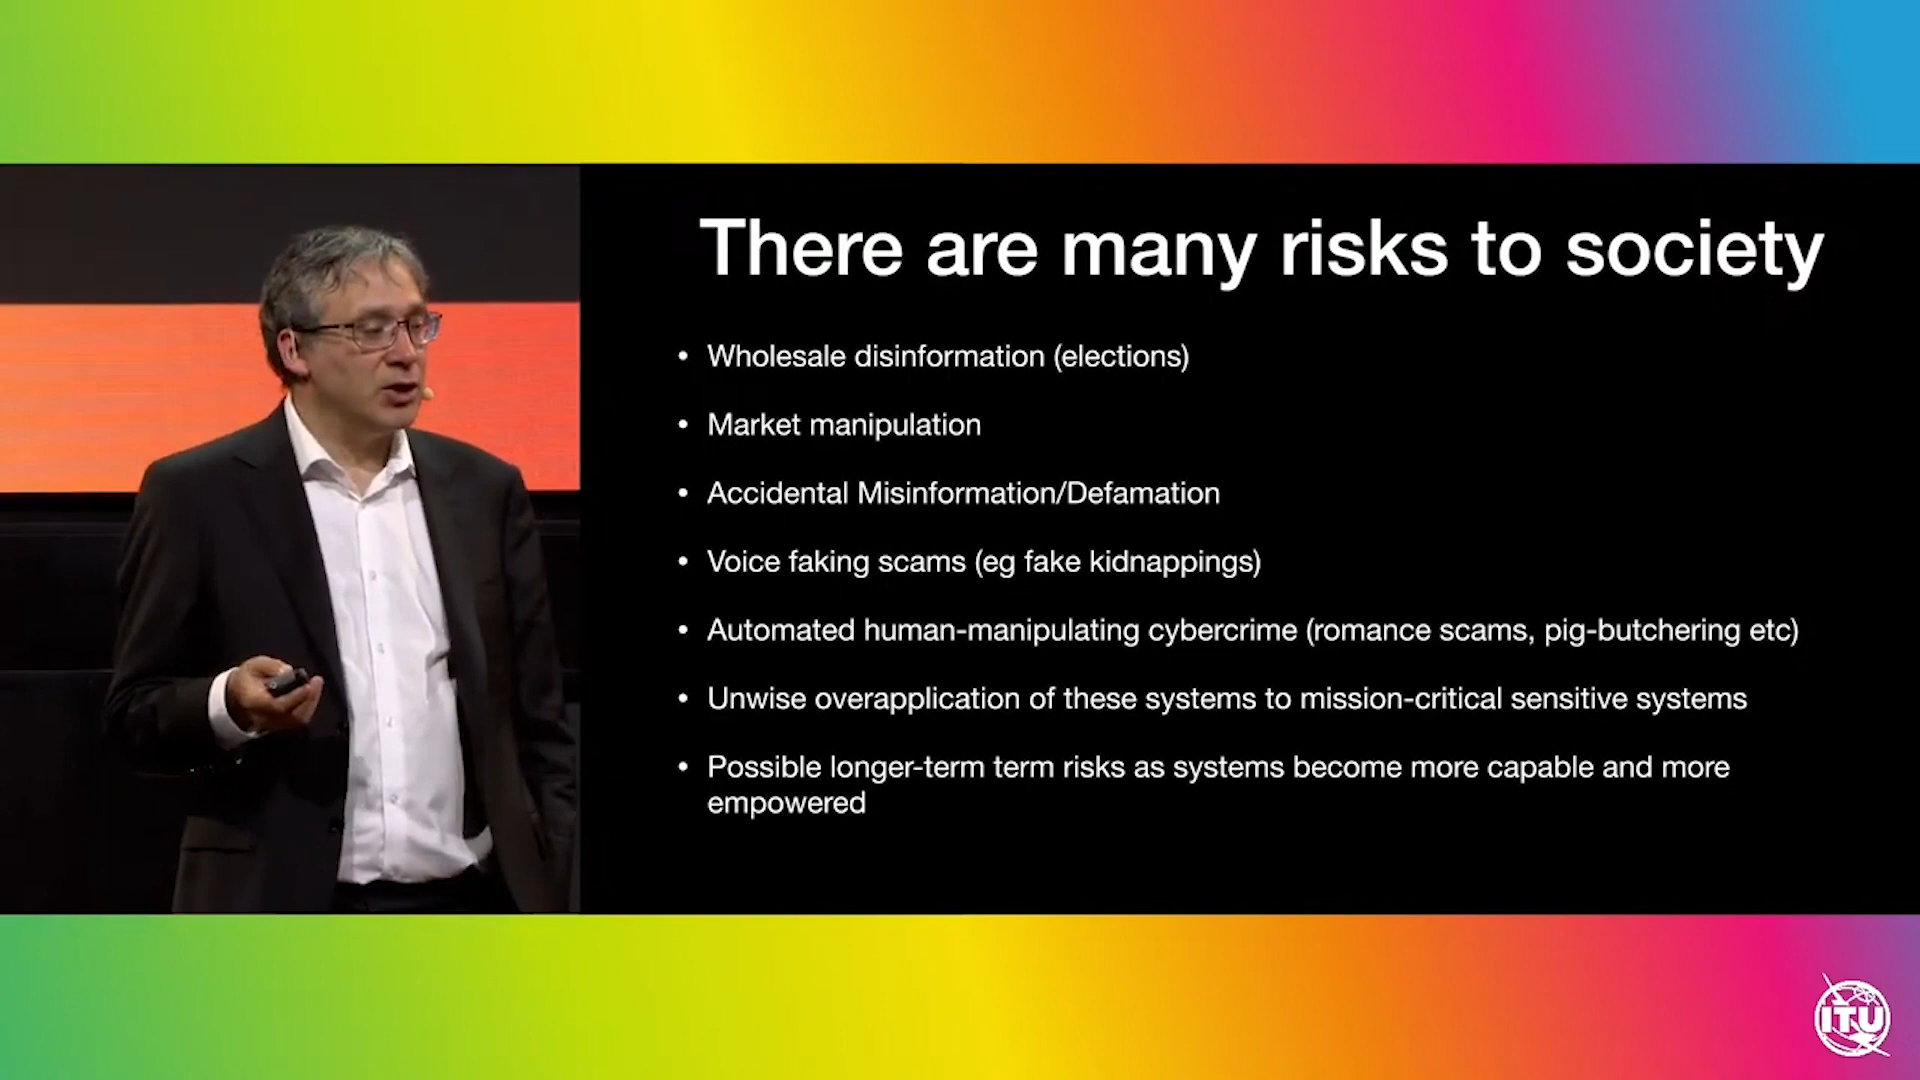 There are many risks to society
• Wholesale disinformation (elections)
• Market manipulation
• Accidental Misinformation/Defamation
• Voice faking scams (eg fake kidnappings)
• Automated human-manipulating cybercrime (romance scams, pig-butchering etc)
• Unwise overapplication of these systems to mission-critical sensitive systems
• Possible longer-term term risks as systems become more capable and more
empowered
ITU